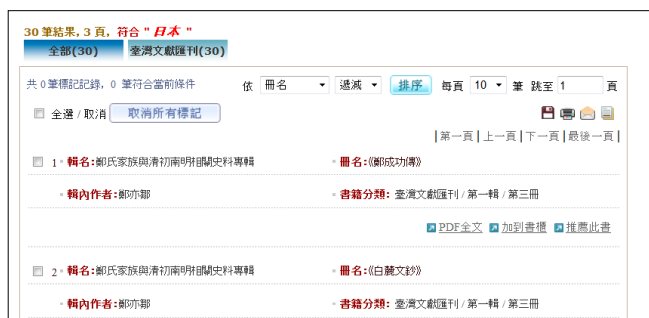 30 筆結果, 3 頁, 符合 " 日本 "
全部(30) 臺灣文獻匯刊(30)
共 0 筆標記記錄, 0 筆符合當前條件 依 冊名 遞減 排序 每頁 10 筆 跳至 1 頁
全選 / 取消 取消所有標記
|第一頁|上一頁|下一頁|最後一頁|
1 輯名:鄭氏家族與清初南明相關史料專輯 冊名:《鄭成功傳》
輯內作者:鄭亦鄒 書籍分類: 臺灣文獻匯刊 / 第一輯 / 第三冊
PDF全文 加到書櫃 推薦此書
2 輯名:鄭氏家族與清初南明相關史料專輯 冊名:《白麓文鈔》
輯內作者:鄭亦鄒 書籍分類: 臺灣文獻匯刊 / 第一輯 / 第三冊